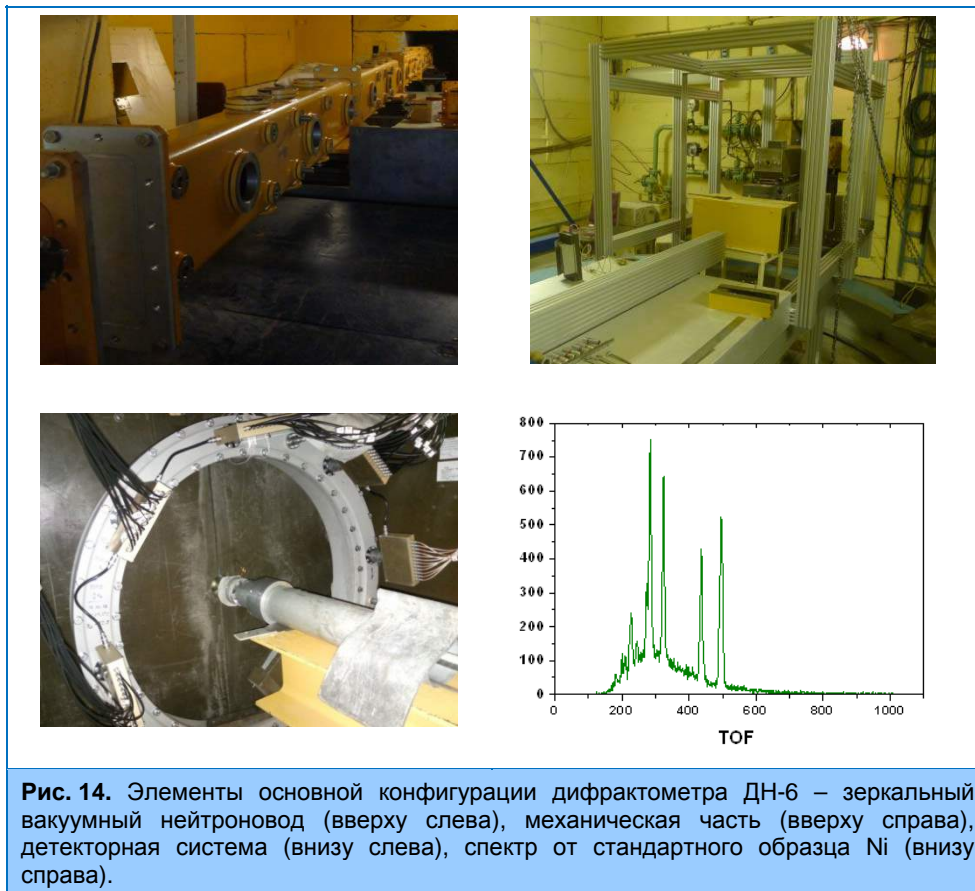 800
700
600
500
400
300
200
100
0
0 200 400 600 800 1000
TOF
Рис. 14. Элементы основной конфигурации дифрактометра ДН-6 – зеркальный
вакуумный нейтроновод (вверху слева), механическая часть (вверху справа),
детекторная система (внизу слева), спектр от стандартного образца Ni (внизу
справа).